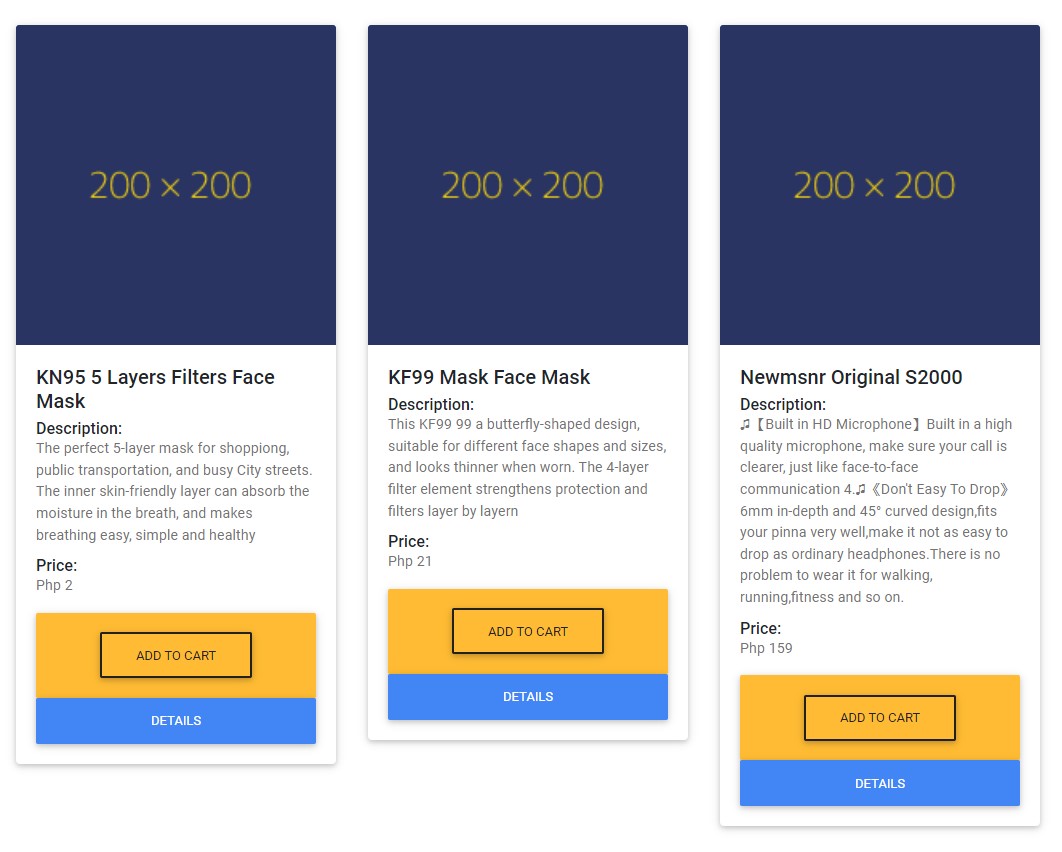 200 × 200
KN95 5 Layers Filters Face
Mask
Description:
The perfect 5-layer mask for shoppiong,
public transportation, and busy City streets.
The inner skin-friendly layer can absorb the
moisture in the breath, and makes
breathing easy, simple and healthy
Price:
Php 2
ADD TO CART
DETAILS
200 × 200
KF99 Mask Face Mask
Description:
This KF99 99 a butterfly-shaped design,
suitable for different face shapes and sizes,
and looks thinner when worn. The 4-layer
filter element strengthens protection and
filters layer by layern
Price:
Php 21
ADD TO CART
DETAILS
200 × 200
Newmsnr Original S2000
Description:
♫【Built in HD Microphone】Built in a high
quality microphone, make sure your call is
clearer, just like face-to-face
communication 4.♫《Don't Easy To Drop》
6mm in-depth and 45° curved design,fits
your pinna very well,make it not as easy to
drop as ordinary headphones.There is no
problem to wear it for walking,
running,fitness and so on.
Price:
Php 159
ADD TO CART
DETAILS